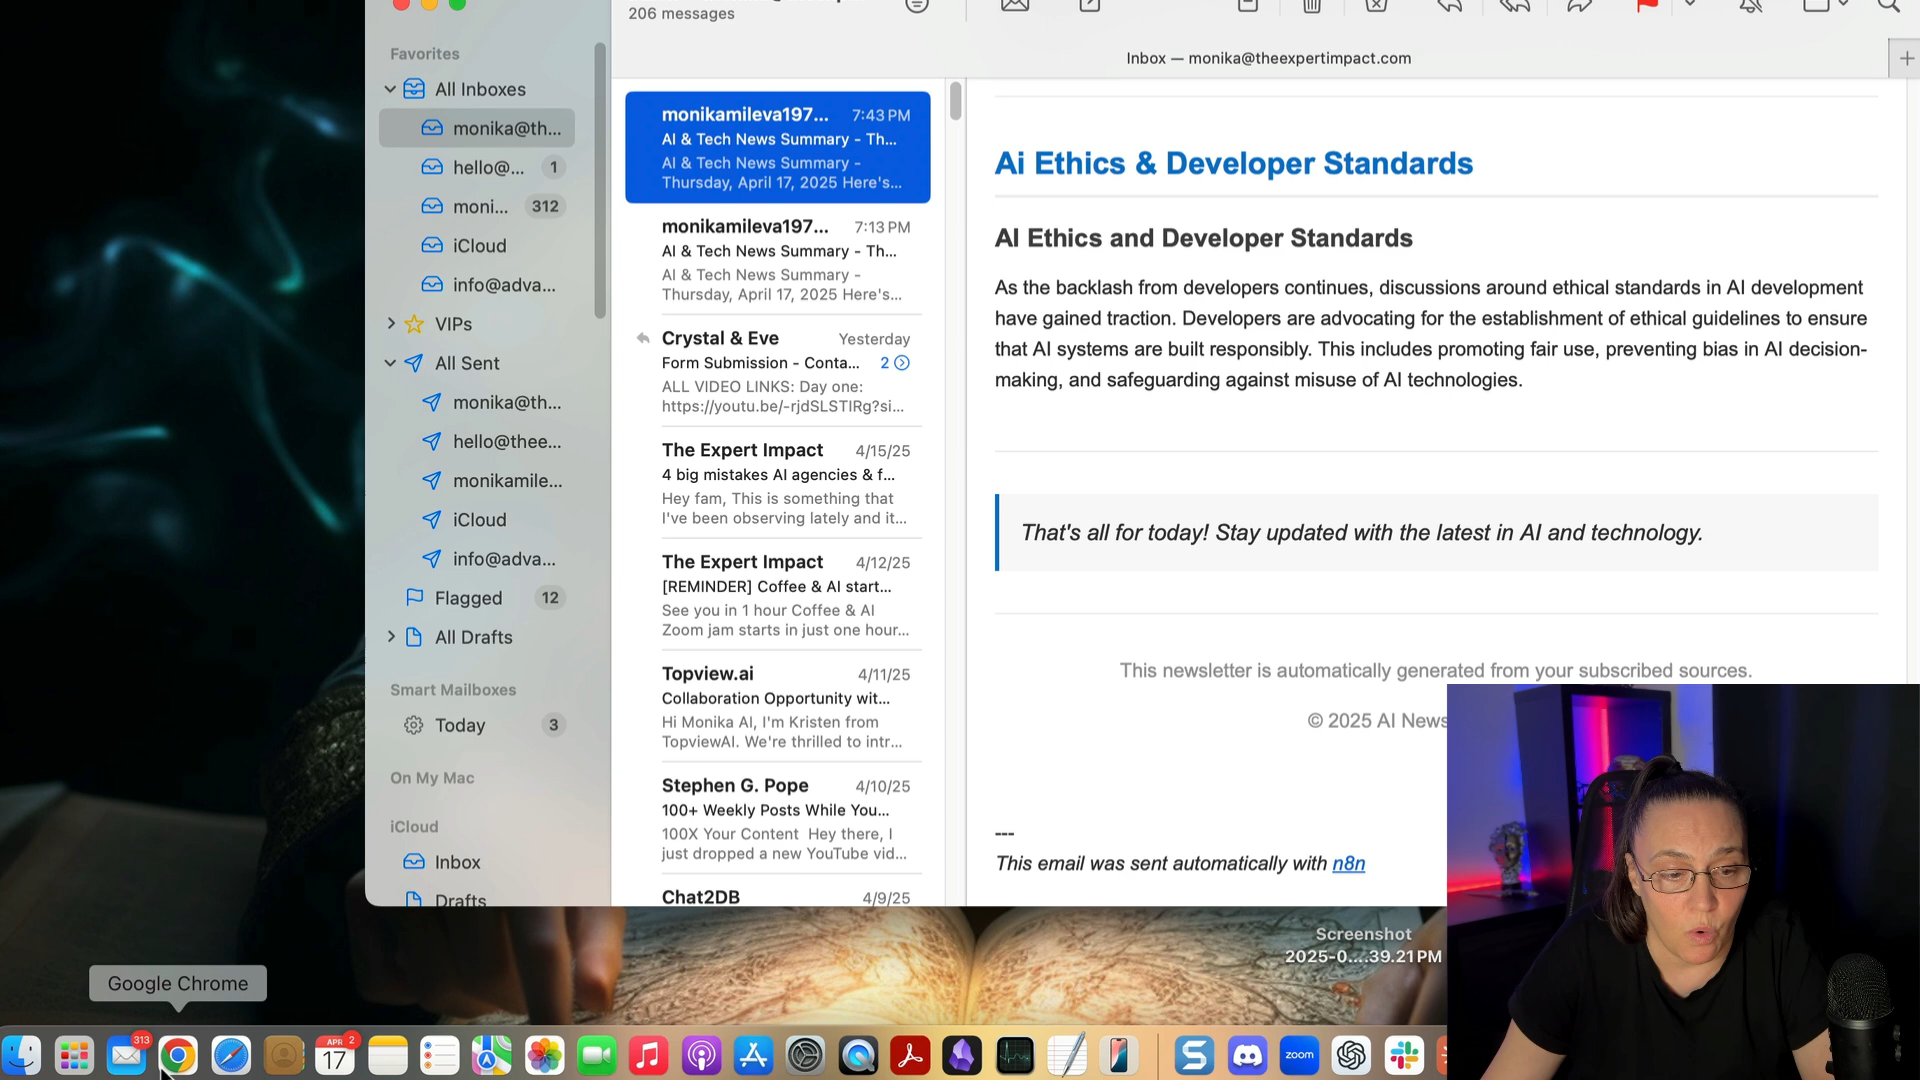 206 messages
Favorites
All Inboxes
monika@th...
hello@...
1
moni...
312
iCloud
info@adva...
VIPs
All Sent
monika@th...
hello@thee...
monikamile...
iCloud
info@adva...
Flagged
12
All Drafts
Smart Mailboxes
Today
3
On My Mac
iCloud
Inbox
Drafts
monikamileva197...
7:43 PM
AI & Tech News Summary - Th...
AI & Tech News Summary -
Thursday, April 17, 2025 Here's...
monikamileva197...
7:13 PM
AI & Tech News Summary - Th...
AI & Tech News Summary -
Thursday, April 17, 2025 Here's...
Crystal & Eve
Yesterday
Form Submission - Conta...
2
ALL VIDEO LINKS: Day one:
https://youtu.be/-rjdSLSTIRg?si...
The Expert Impact
4/15/25
4 big mistakes AI agencies & f...
Hey fam, This is something that
I've been observing lately and it...
The Expert Impact
4/12/25
[REMINDER] Coffee & AI start...
See you in 1 hour Coffee & AI
Zoom jam starts in just one hour...
Topview.ai
4/11/25
Collaboration Opportunity wit...
Hi Monika AI, I'm Kristen from
TopviewAI. We're thrilled to intr...
Stephen G. Pope
4/10/25
100+ Weekly Posts While You...
100X Your Content Hey there, I
just dropped a new YouTube vid...
Chat2DB
4/9/25
Inbox — monika@theexpertimpact.com
Ai Ethics & Developer Standards
AI Ethics and Developer Standards
As the backlash from developers continues, discussions around ethical standards in AI development
have gained traction. Developers are advocating for the establishment of ethical guidelines to ensure
that AI systems are built responsibly. This includes promoting fair use, preventing bias in AI decision-
making, and safeguarding against misuse of AI technologies.
That's all for today! Stay updated with the latest in AI and technology.
This newsletter is automatically generated from your subscribed sources.
© 2025 AI News
---
This email was sent automatically with n8n
Screenshot
2025-0....39.21 PM
Google Chrome
313
APR
2
17
zoom